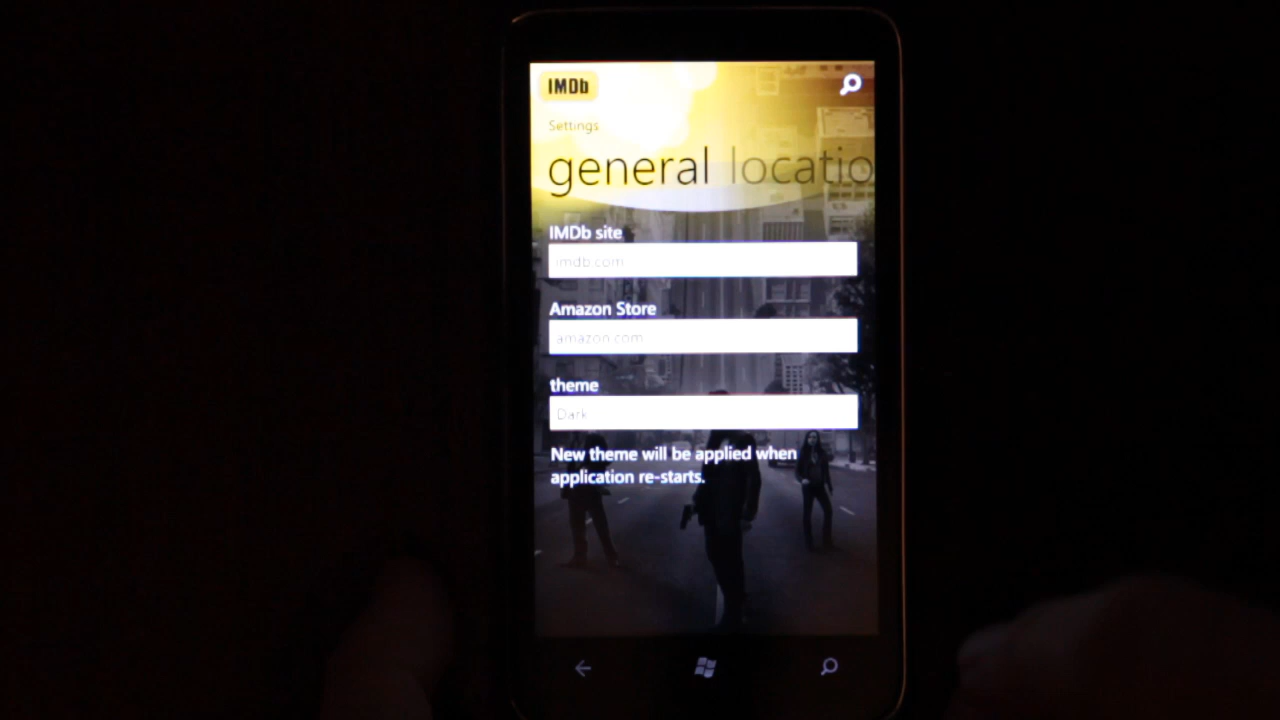 IMDb
Settings
general locatio
IMDb site
imdb.com
Amazon Store
amazon.com
theme
Dark
New theme will be applied when
application re-starts.